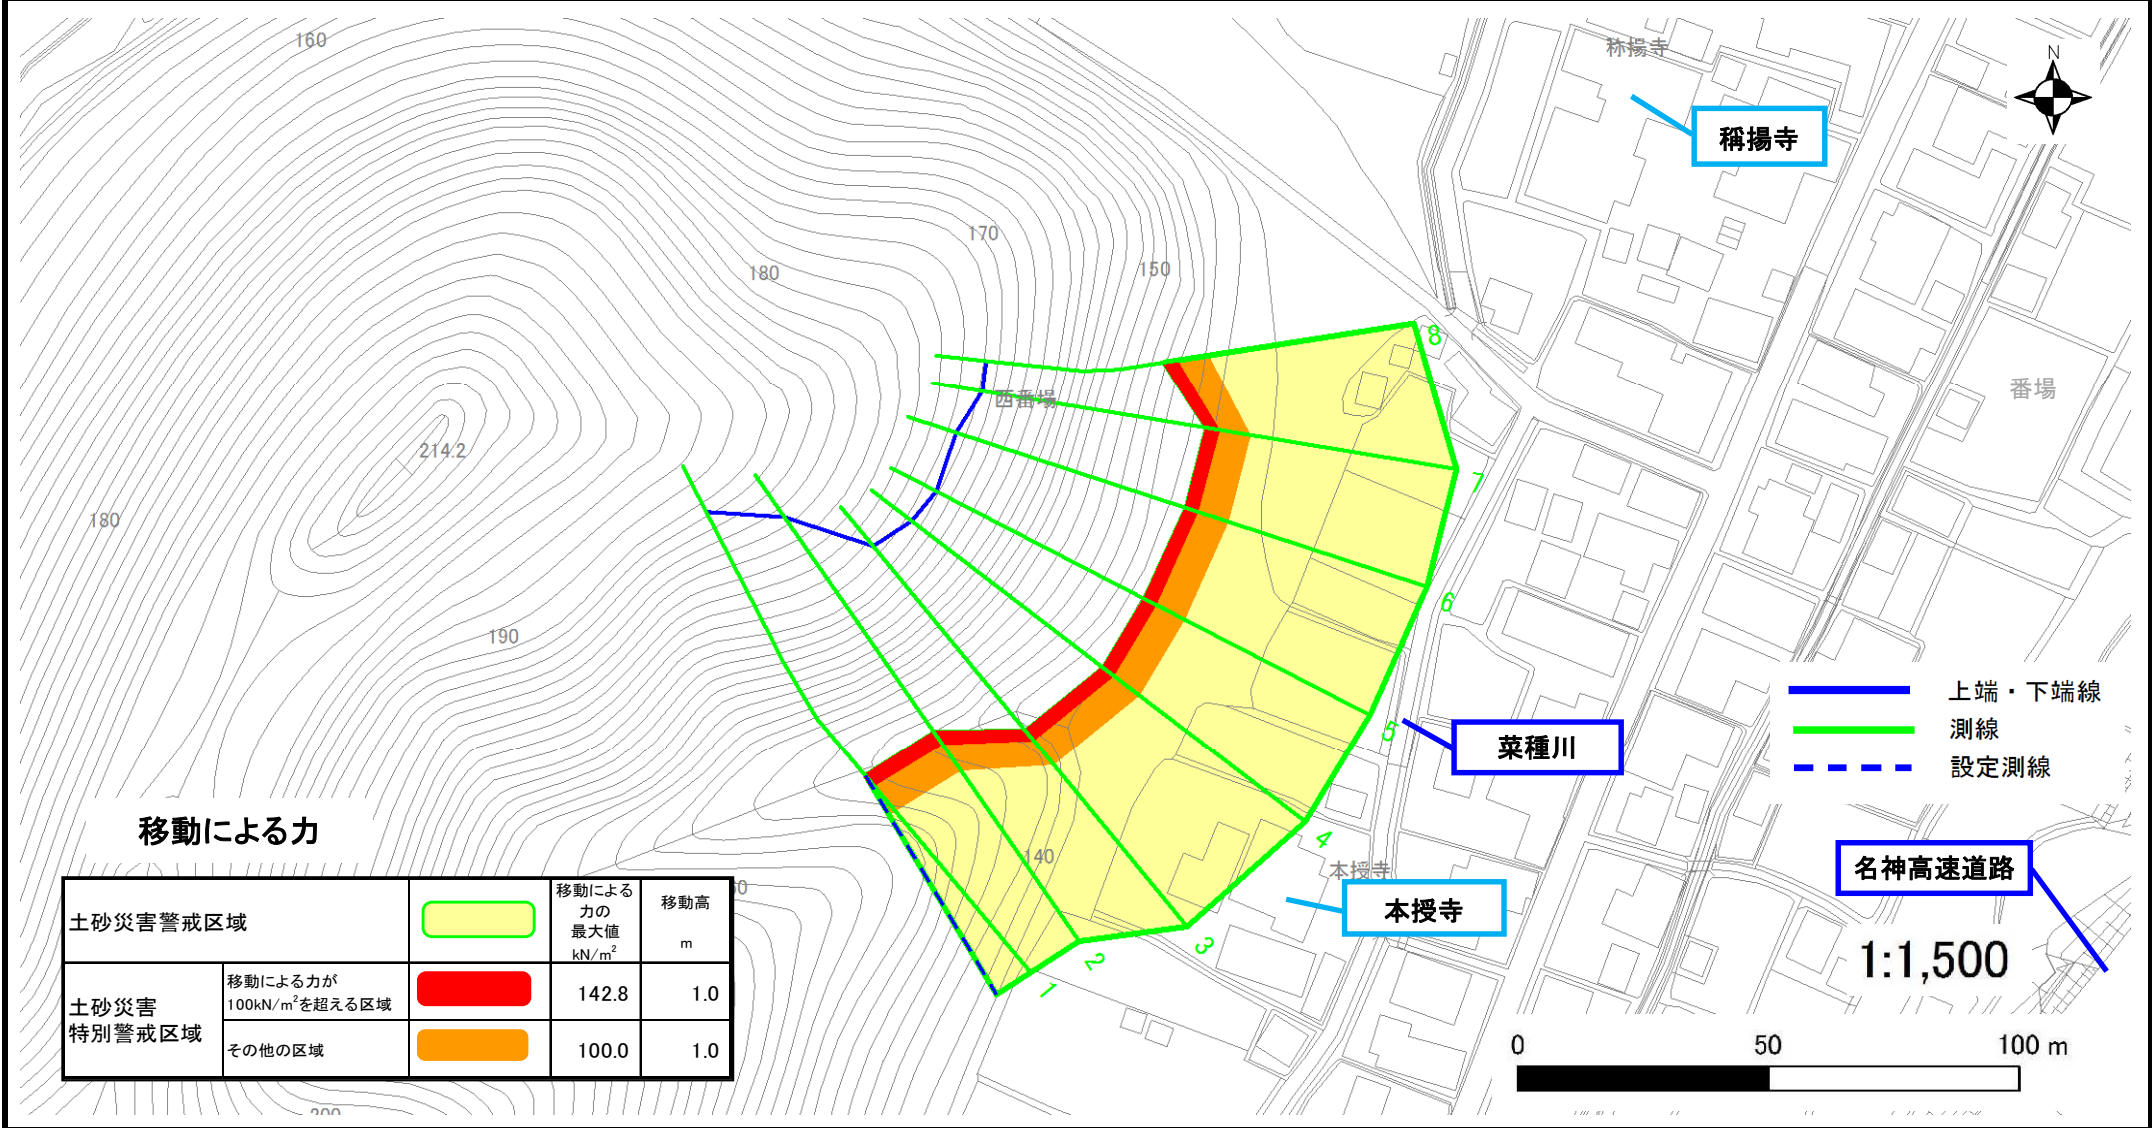 160
称揚寺
N
稱揚寺
170
180
150
8
西番場
番場
214.2
7
180
6
190
上端・下端線
5
測線
菜種川
設定測線
移動による力
4
140
本授寺
名神高速道路
本授寺
3
2
1:1,500
1
土砂災害警戒区域
移動による
力の
最大値
kN/m²
移動高
m
土砂災害
特別警戒区域
移動による力が
100kN/m²を超える区域
142.8
1.0
その他の区域
100.0
1.0
0 50 100 m
200